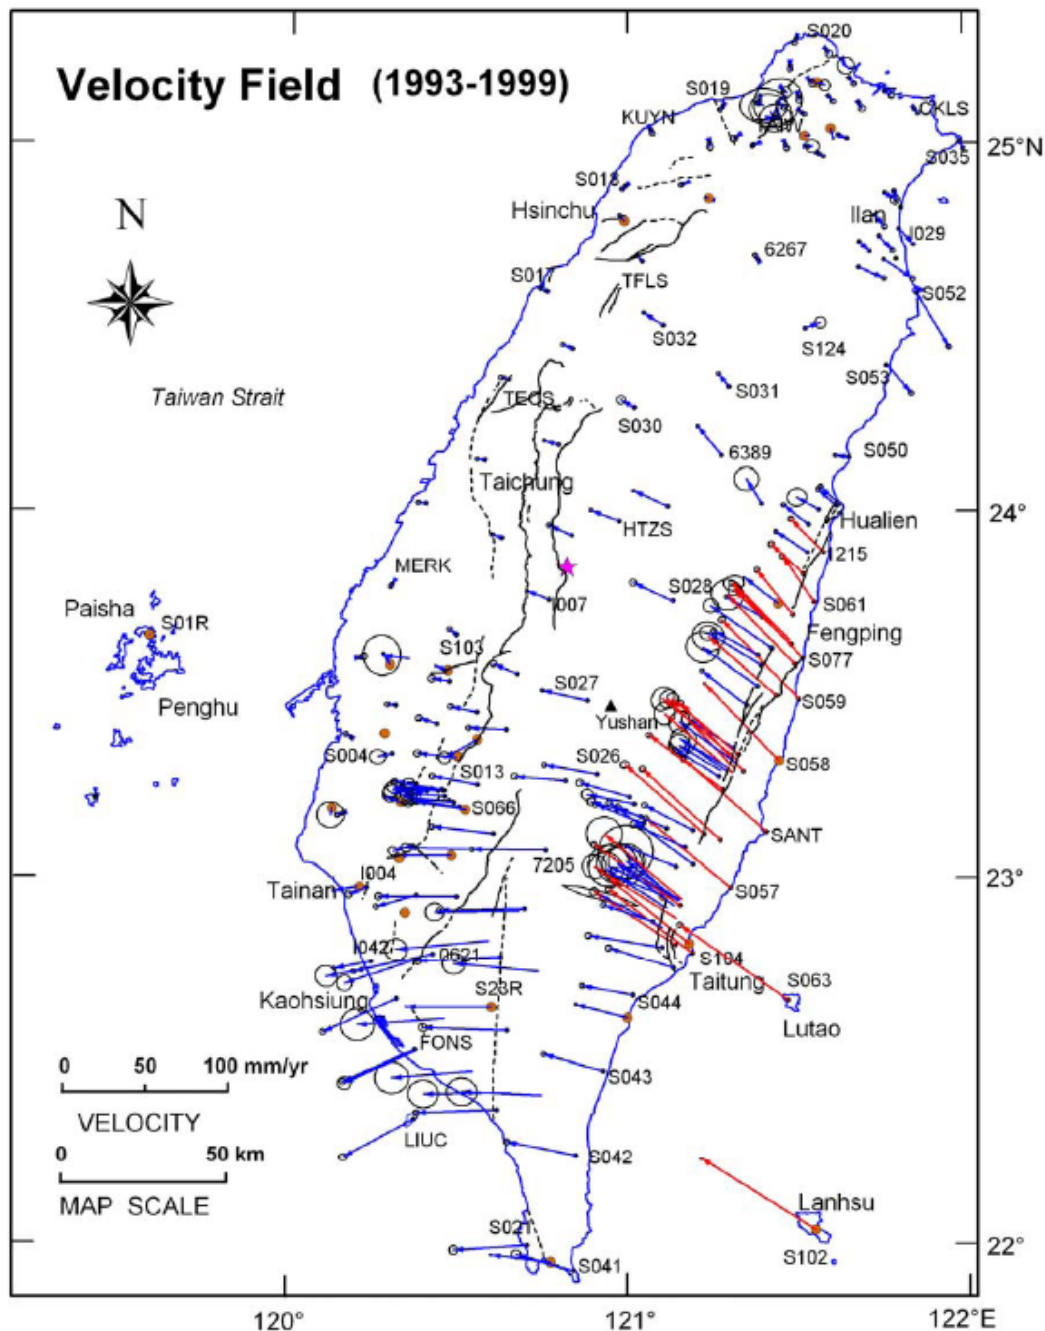 Velocity Field (1993-1999)
S020
S019
CKLS
KUYN
TAIW
25°N
S035
S018
N
Hsinchu
Ilan
I029
6267
S017
TFLS
S052
S032
S124
S053
S031
Taiwan Strait
TECS
S030
6389
S050
Taichung
HTZS
24°
Hualien
I215
MERK
S028
I007
S061
Paisha
S01R
Fengping
S103
S077
S027
S059
Penghu
Yushan
S004
S026
S058
S013
S066
SANT
7205
I004
23°
Tainan
S057
I042
0621
S104
S063
Taitung
S23R
S044
Kaohsiung
Lutao
FONS
0 50 100 mm/yr
S043
VELOCITY
LIUC
0 50 km
S042
MAP SCALE
Lanhsu
S021
S102
22°
S041
120° 121° 122°E